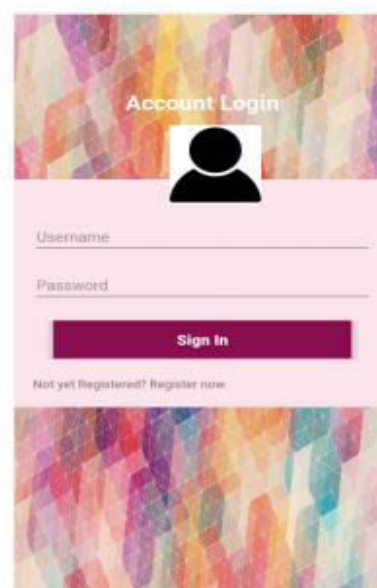 Account Login
Username
Password
Sign In
Not yet Registered? Register now